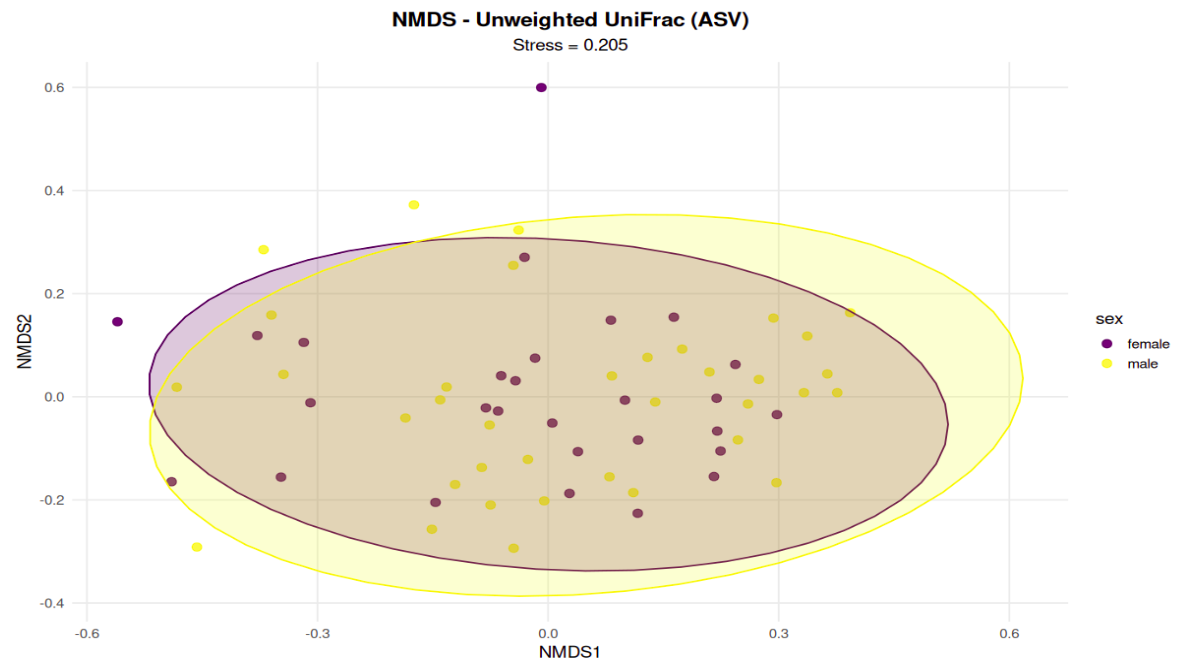 NMDS - Unweighted UniFrac (ASV)
Stress = 0.205
0.6
0.4
0.2
0.0
-0.2
-0.4
NMDS2
-0.6
-0.3
0.0
0.3
0.6
NMDS1
sex
female
male